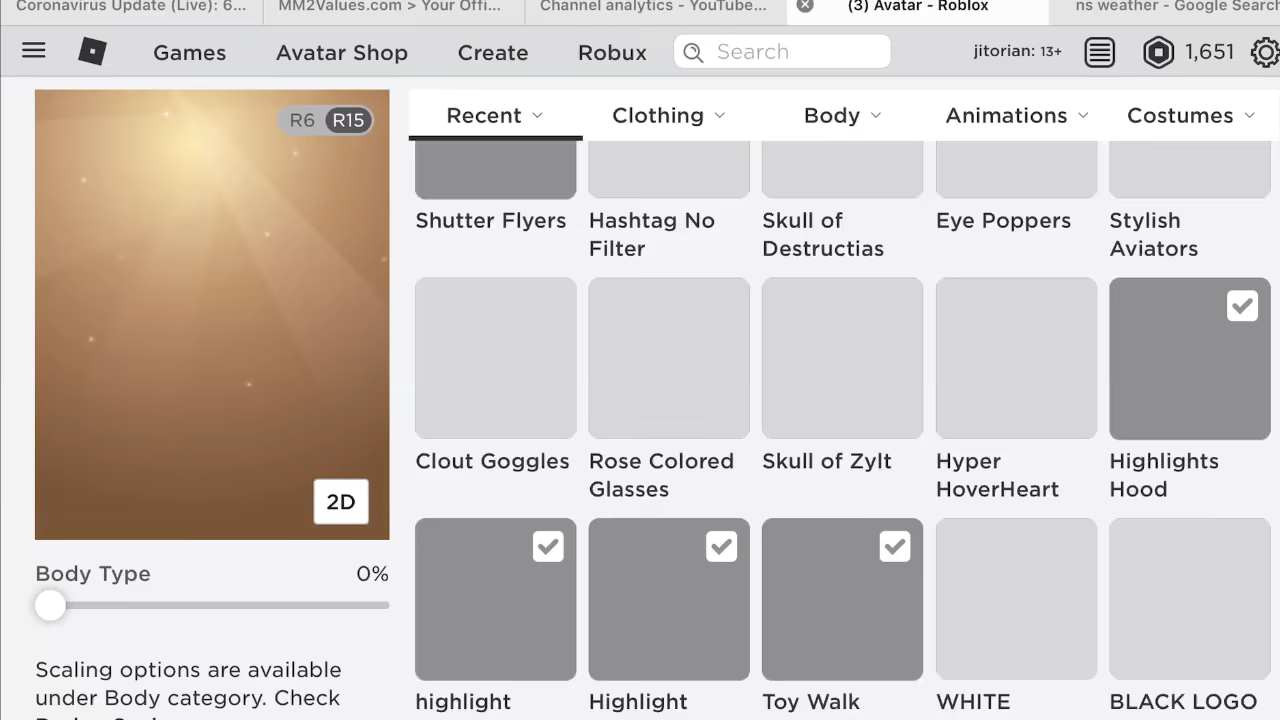 Coronavirus Update (Live): 6...
MM2Values.com > Your Offi...
Channel analytics - YouTube...
(3) Avatar - Roblox
ns weather - Google Search
Games
Avatar Shop
Create
Robux
Search
jitorian: 13+
1,651
R6 R15
2D
Body Type 0%
Scaling options are available
under Body category. Check
Recent
Clothing
Body
Animations
Costumes
Shutter Flyers
Hashtag No
Filter
Skull of
Destructias
Eye Poppers
Stylish
Aviators
Clout Goggles
Rose Colored
Glasses
Skull of Zylt
Hyper
HoverHeart
Highlights
Hood
highlight
Highlight
Toy Walk
WHITE
BLACK LOGO